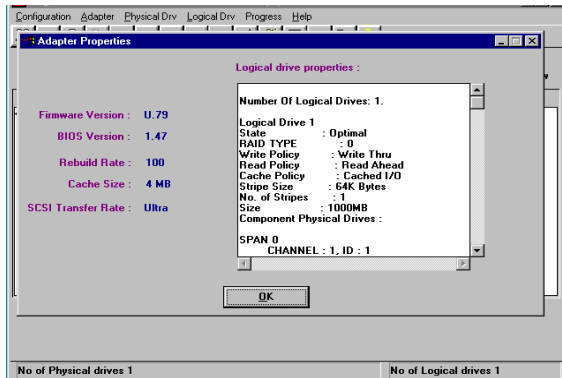 Configuration Adapter Physical Drv Logical Drv Progress Help
Adapter Properties
Logical drive properties :
Firmware Version : U.79
BIOS Version : 1.47
Rebuild Rate : 100
Cache Size : 4 MB
SCSI Transfer Rate : Ultra
Number Of Logical Drives: 1.
Logical Drive 1
State : Optimal
RAID TYPE : 0
Write Policy : Write Thru
Read Policy : Read Ahead
Cache Policy : Cached I/O
Stripe Size : 64K Bytes
No. of Stripes : 1
Size : 1000MB
Component Physical Drives :
SPAN 0
CHANNEL : 1, ID : 1
OK
No of Physical drives 1
No of Logical drives 1